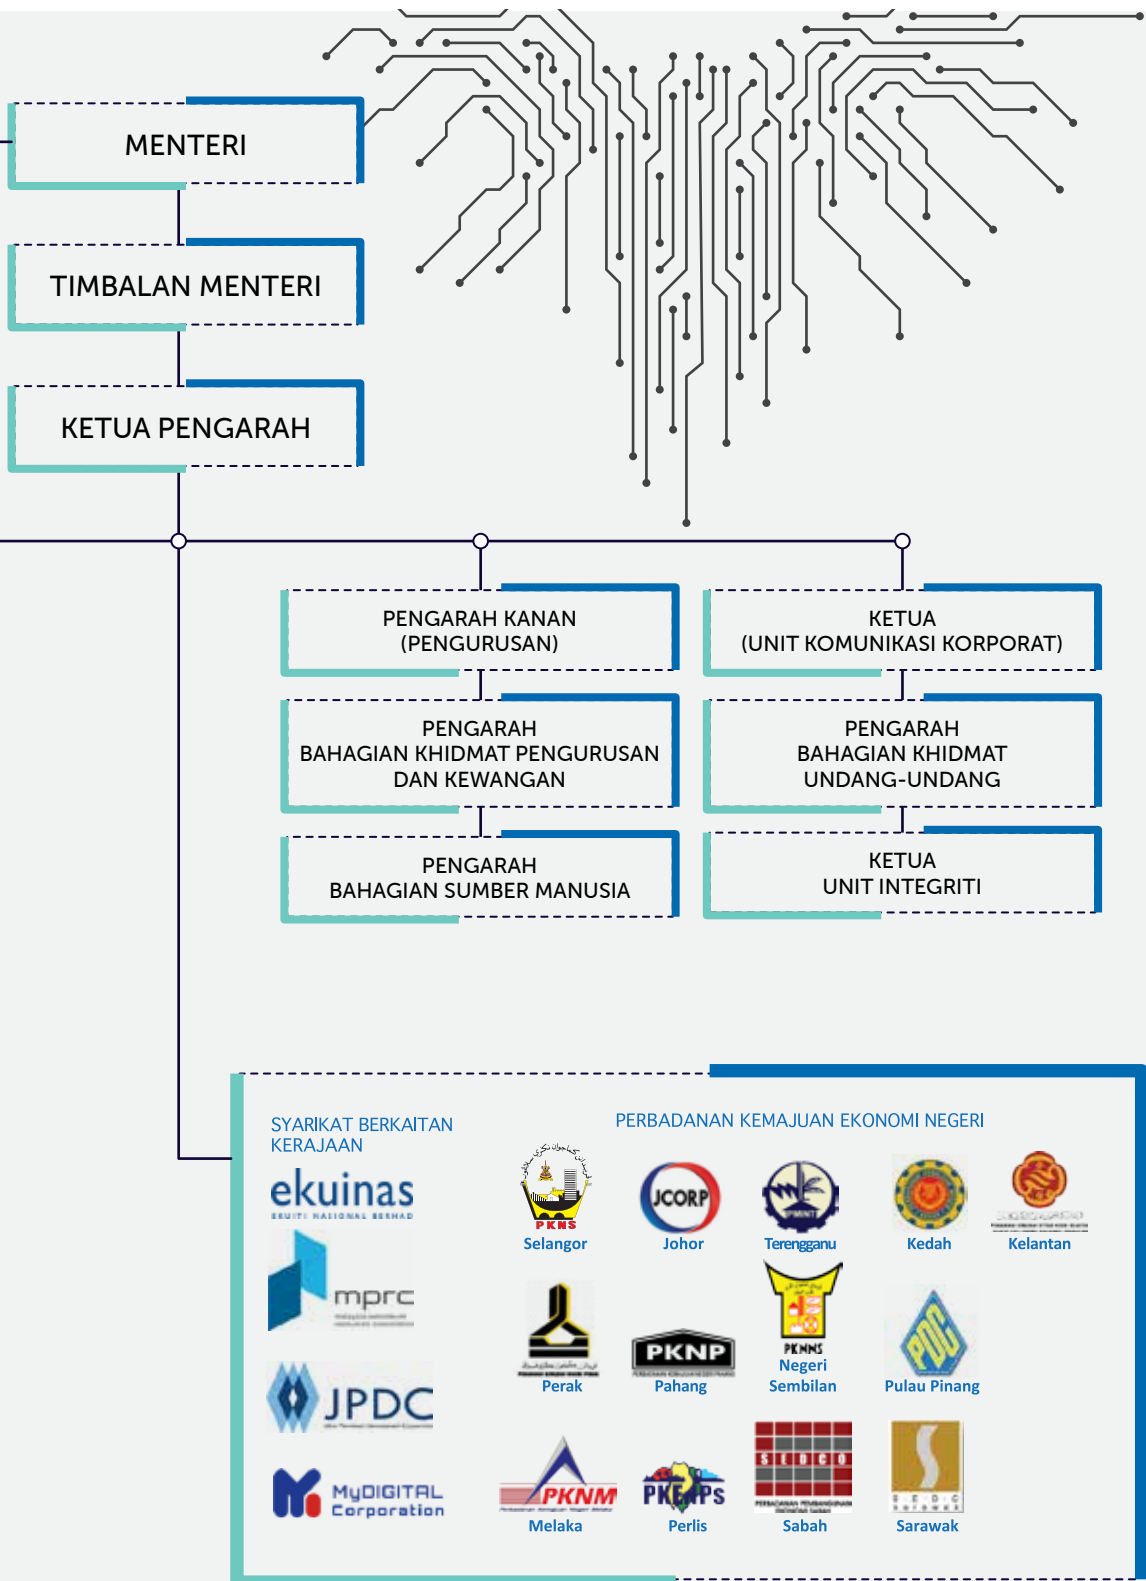 MENTERI
TIMBALAN MENTERI
KETUA PENGARAH
PENGARAH KANAN
(PENGURUSAN)
KETUA
(UNIT KOMUNIKASI KORPORAT)
PENGARAH
BAHAGIAN KHIDMAT PENGURUSAN
DAN KEWANGAN
PENGARAH
BAHAGIAN KHIDMAT
UNDANG-UNDANG
PENGARAH
BAHAGIAN SUMBER MANUSIA
KETUA
UNIT INTEGRITI
SYARIKAT BERKAITAN
KERAJAAN
ekuinas
EKUITI NASIONAL BERHAD
mprc
JPDC
MyDIGITAL
Corporation
PERBADANAN KEMAJUAN EKONOMI NEGERI
PKNS
Selangor
JCORP
Johor
Terengganu
Kedah
Kelantan
Perak
PKNP
Pahang
PKNNS
Negeri
Sembilan
PDC
Pulau Pinang
PKNM
Melaka
PKENPs
Perlis
SEDCO
Sabah
SEDC
Sarawak